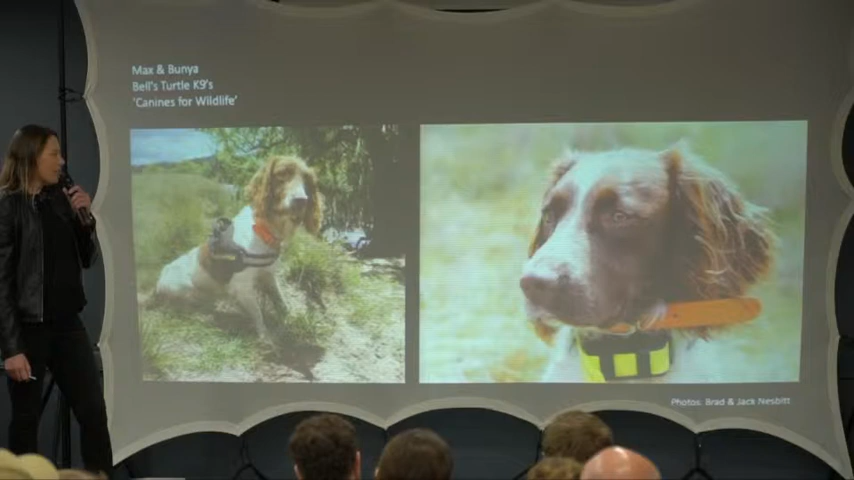 Max & Bunya
Bell's Turtle K9's
'Canines for Wildlife'
Photos: Brad & Jack Nesbitt